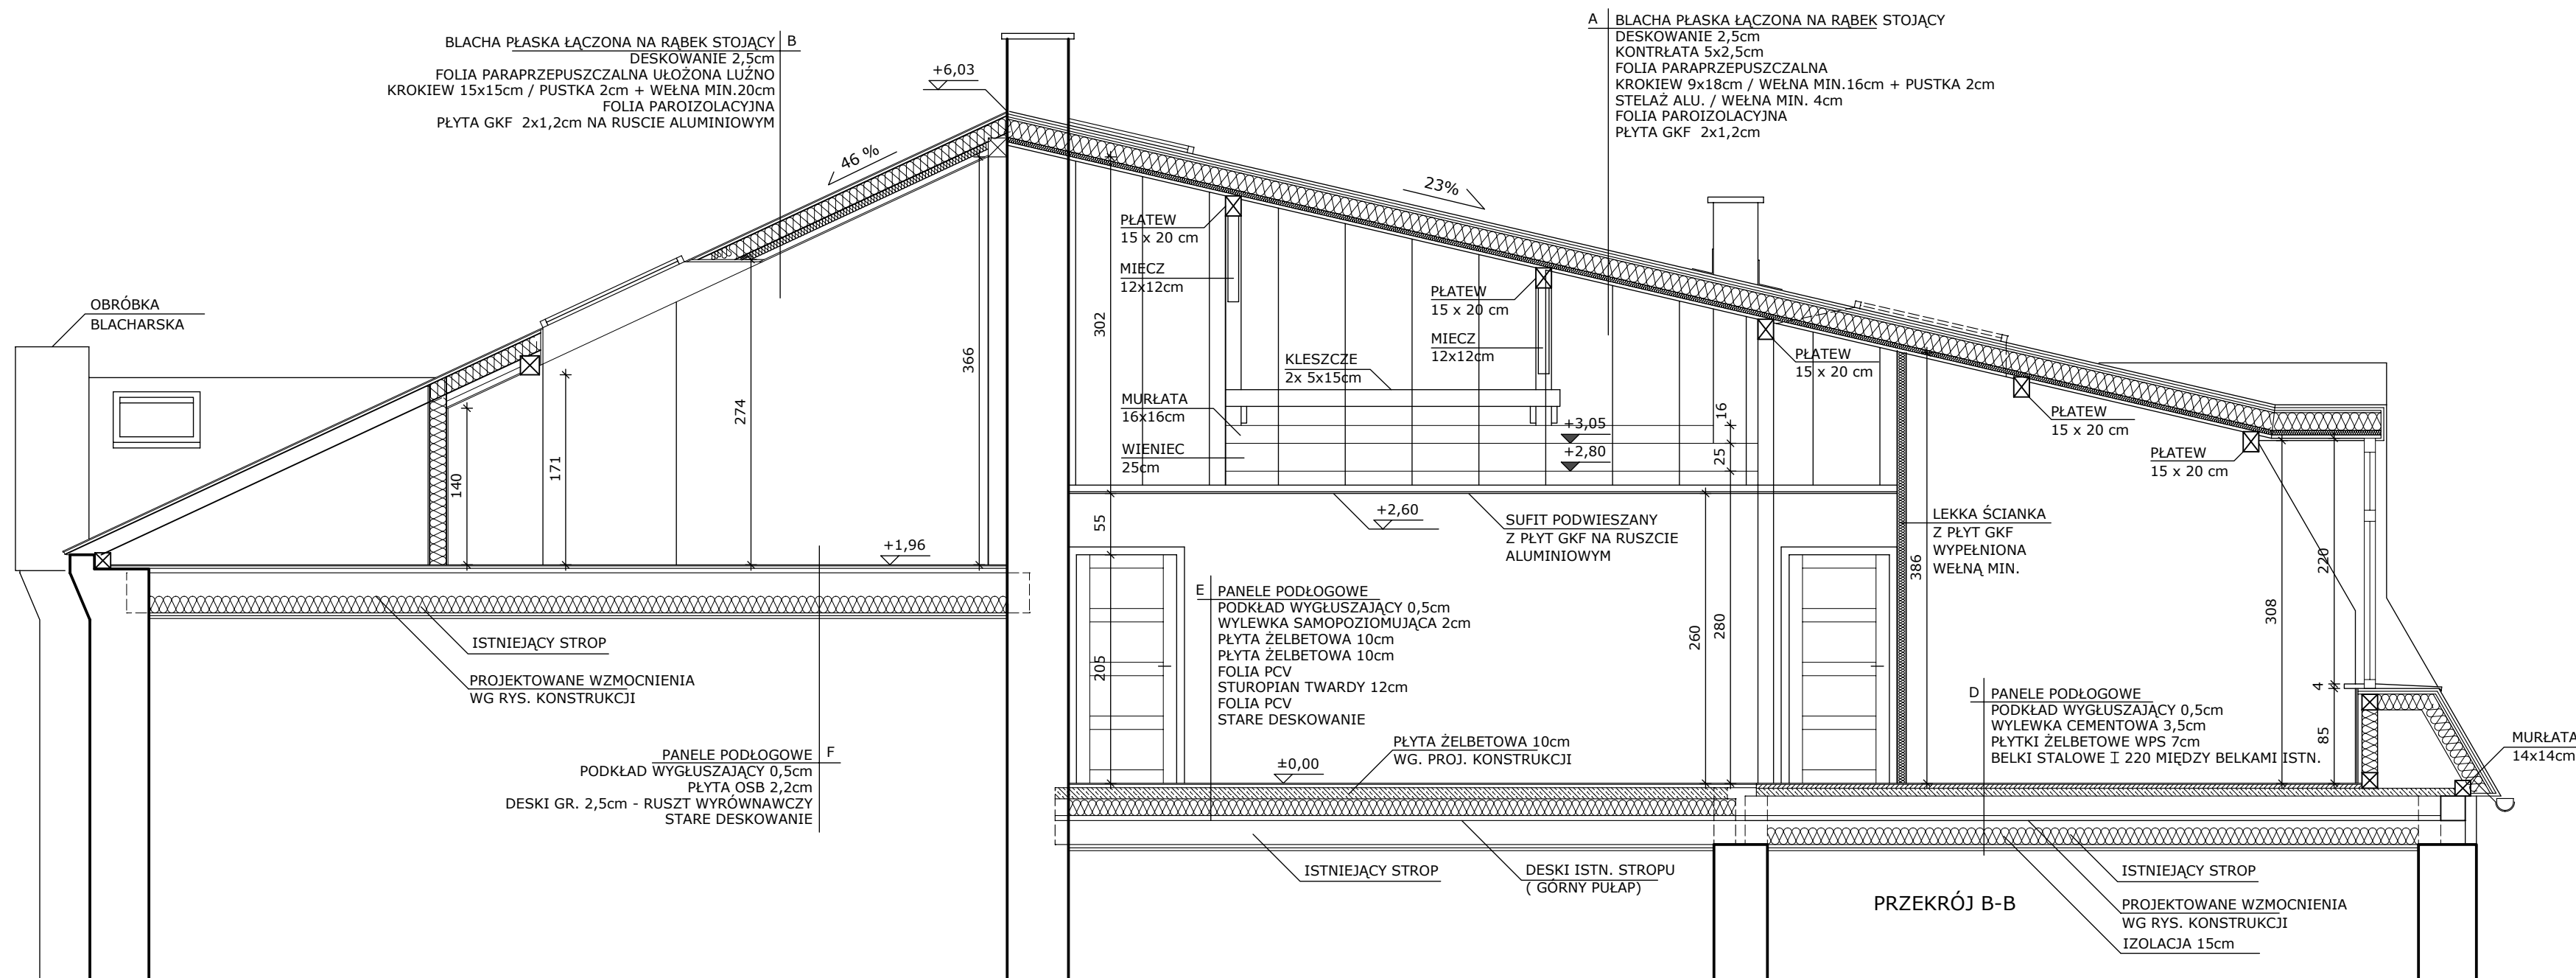 BLACHA PŁASKA ŁĄCZONA NA RĄBEK STOJĄCY B
DESKOWANIE 2,5cm
FOLIA PARAPRZEPUSZCZALNA UŁOŻONA LUŹNO
KROKIEW 15x15cm / PUSTKA 2cm + WEŁNA MIN.20cm
FOLIA PAROIZOLACYJNA
PŁYTA GKF 2x1,2cm NA RUSCIE ALUMINIOWYM
+6,03
A BLACHA PŁASKA ŁĄCZONA NA RĄBEK STOJĄCY
DESKOWANIE 2,5cm
KONTRŁATA 5x2,5cm
FOLIA PARAPRZEPUSZCZALNA
KROKIEW 9x18cm / WEŁNA MIN.16cm + PUSTKA 2cm
STELAŻ ALU. / WEŁNA MIN. 4cm
FOLIA PAROIZOLACYJNA
PŁYTA GKF 2x1,2cm
46 %
23%
OBRÓBKA
BLACHARSKA
140
171
274
366
+1,96
302
55
205
PŁATEW
15 x 20 cm
MIECZ
12x12cm
PŁATEW
15 x 20 cm
MIECZ
12x12cm
KLESZCZE
2x 5x15cm
MURŁATA
16x16cm
WIENIEC
25cm
+3,05
+2,80
16
25
PŁATEW
15 x 20 cm
PŁATEW
15 x 20 cm
PŁATEW
15 x 20 cm
+2,60
SUFIT PODWIESZANY
Z PŁYT GKF NA RUSZCIE
ALUMINIOWYM
260
280
386
LEKKA ŚCIANKA
Z PŁYT GKF
WYPEŁNIONA
WEŁNĄ MIN.
308
220
4
85
ISTNIEJĄCY STROP
PROJEKTOWANE WZMOCNIENIA
WG RYS. KONSTRUKCJI
PANELE PODŁOGOWE F
PODKŁAD WYGŁUSZAJĄCY 0,5cm
PŁYTA OSB 2,2cm
DESKI GR. 2,5cm - RUSZT WYRÓWNAWCZY
STARE DESKOWANIE
E PANELE PODŁOGOWE
PODKŁAD WYGŁUSZAJĄCY 0,5cm
WYLEWKA SAMOPOZIOMUJĄCA 2cm
PŁYTA ŻELBETOWA 10cm
PŁYTA ŻELBETOWA 10cm
FOLIA PCV
STUROPIAN TWARDY 12cm
FOLIA PCV
STARE DESKOWANIE
PŁYTA ŻELBETOWA 10cm
WG. PROJ. KONSTRUKCJI
±0,00
D PANELE PODŁOGOWE
PODKŁAD WYGŁUSZAJĄCY 0,5cm
WYLEWKA CEMENTOWA 3,5cm
PŁYTKI ŻELBETOWE WPS 7cm
BELKI STALOWE I 220 MIĘDZY BELKAMI ISTN.
MURŁATA
14x14cm
ISTNIEJĄCY STROP
DESKI ISTN. STROPU
( GÓRNY PUŁAP)
PRZEKRÓJ B-B
ISTNIEJĄCY STROP
PROJEKTOWANE WZMOCNIENIA
WG RYS. KONSTRUKCJI
IZOLACJA 15cm